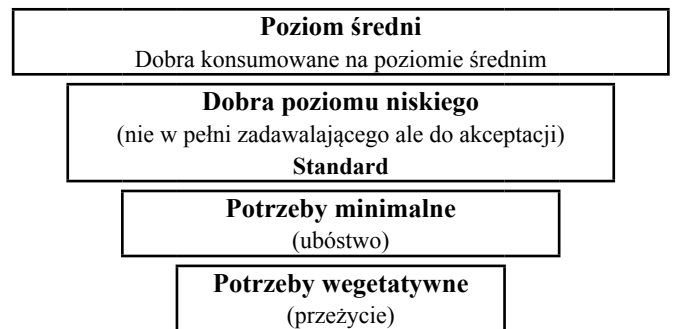 Poziom średni
Dobra konsumowane na poziomie średnim
Dobra poziomu niskiego
(nie w pełni zadawalającego ale do akceptacji)
Standard
Potrzeby minimalne
(ubóstwo)
Potrzeby wegetatywne
(przeżycie)